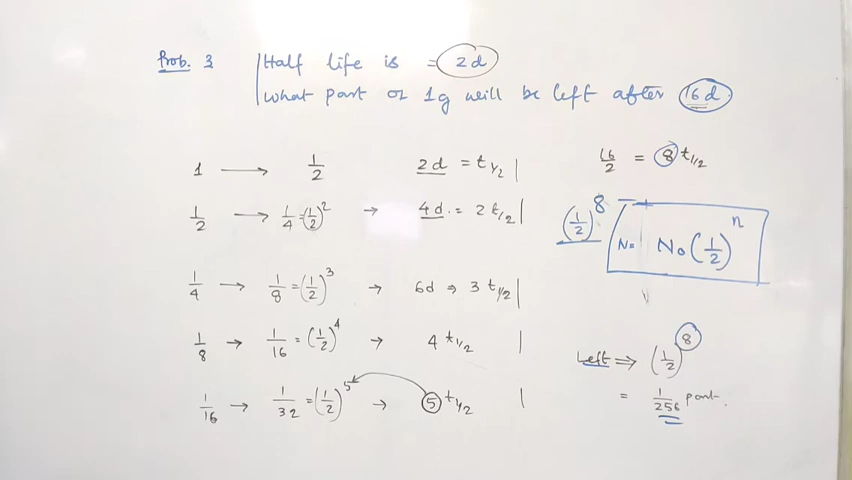 Prob. 3 Half life is = 2d
What part of 1g will be left after 16d.
1 → 1/2 2d = t1/2
1/2 → 1/4 = (1/2)^2 → 4d. = 2 t1/2
1/4 → 1/8 = (1/2)^3 → 6d ⇒ 3 t1/2
1/8 → 1/16 = (1/2)^4 → 4 t1/2
1/16 → 1/32 = (1/2)^5 → 5 t1/2
16/2 = 8 t1/2
(1/2)^8 N = No (1/2)^n
Left ⇒ (1/2)^8
= 1/256 part.